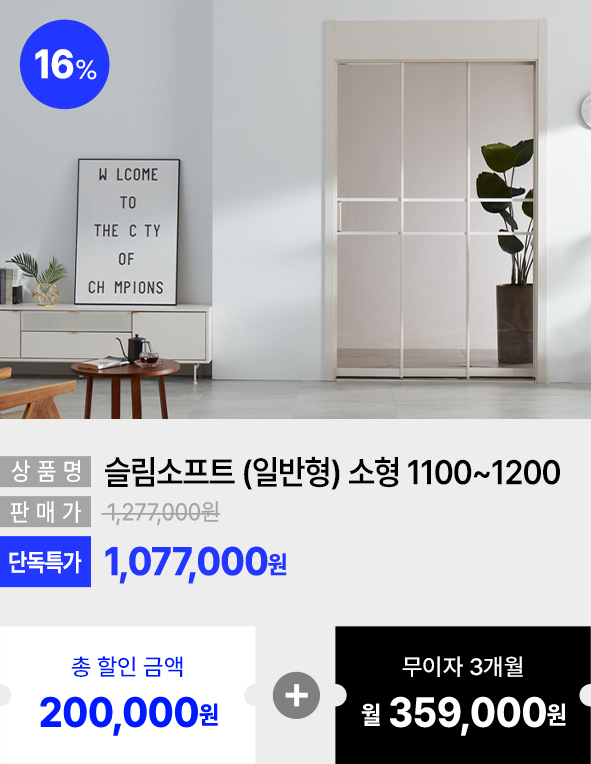 16%
W LCOME
TO
THE C TY
OF
CH MPIONS
상품명 슬림소프트 (일반형) 소형 1100~1200
판매가 1,277,000원
단독특가 1,077,000원
총 할인 금액
200,000원
+
무이자 3개월
월 359,000원